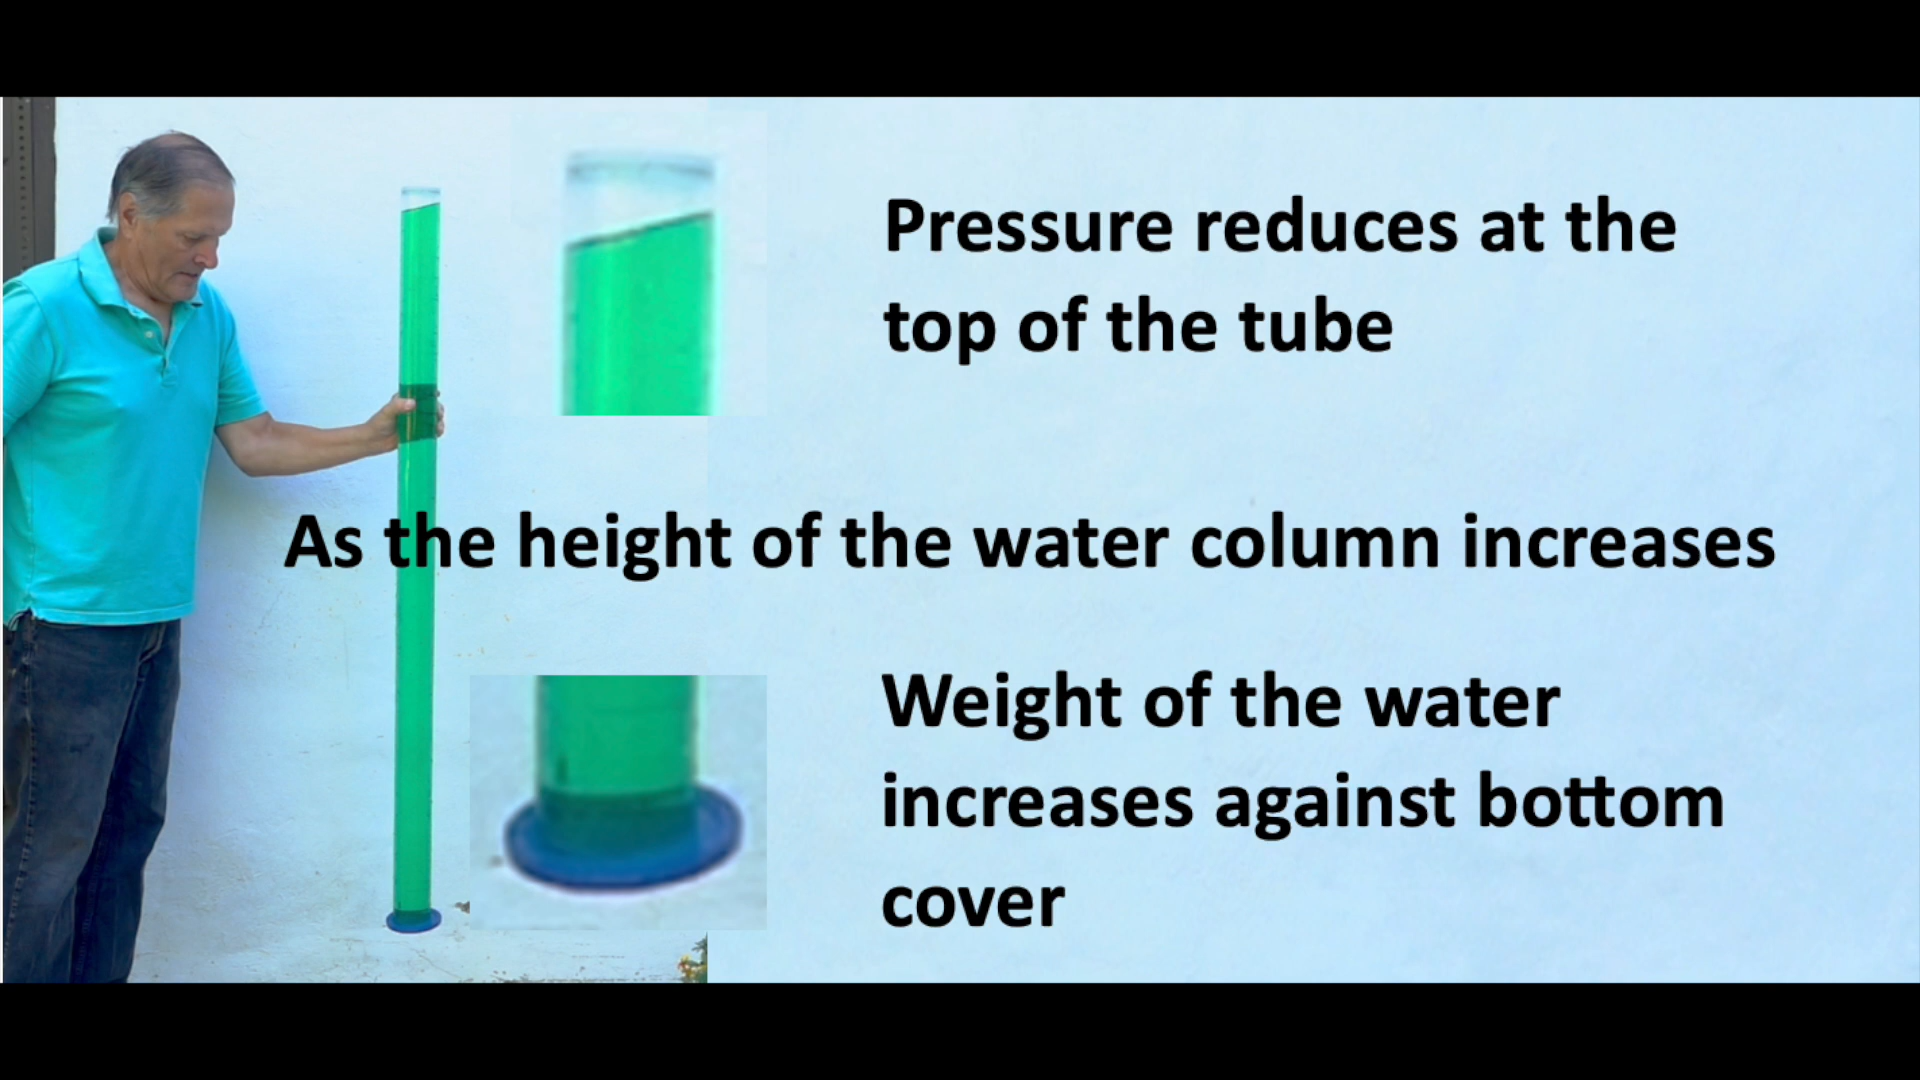 Pressure reduces at the
top of the tube
As the height of the water column increases
Weight of the water
increases against bottom
cover